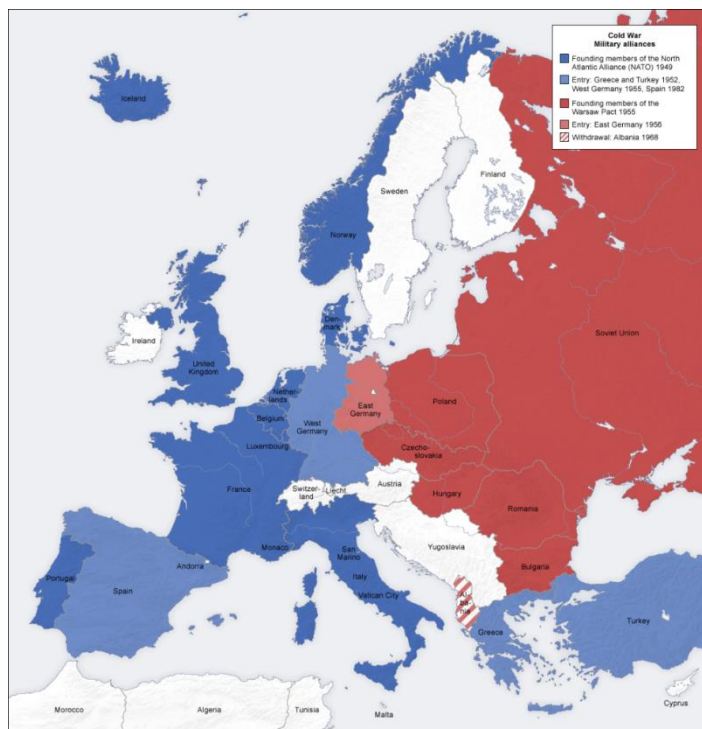 Cold War
Military alliances
Founding members of the North
Atlantic Alliance (NATO) 1949
Entry: Greece and Turkey 1952,
West Germany 1955, Spain 1982
Founding members of the
Warsaw Pact 1955
Entry: East Germany 1956
Withdrawal: Albania 1968
Iceland
Finland
Sweden
Norway
Den-
mark
Soviet Union
Ireland
United
Kingdom
Nether-
lands
Belgium
West
Germany
East
Germany
Poland
Luxembourg
Czecho-
slovakia
France
Switzer-
land
Liecht.
Austria
Hungary
Romania
Monaco
San
Marino
Yugoslavia
Bulgaria
Portugal
Spain
Andorra
Italy
Vatican City
Al-
ba-
nia
Greece
Turkey
Morocco
Algeria
Tunisia
Malta
Cyprus